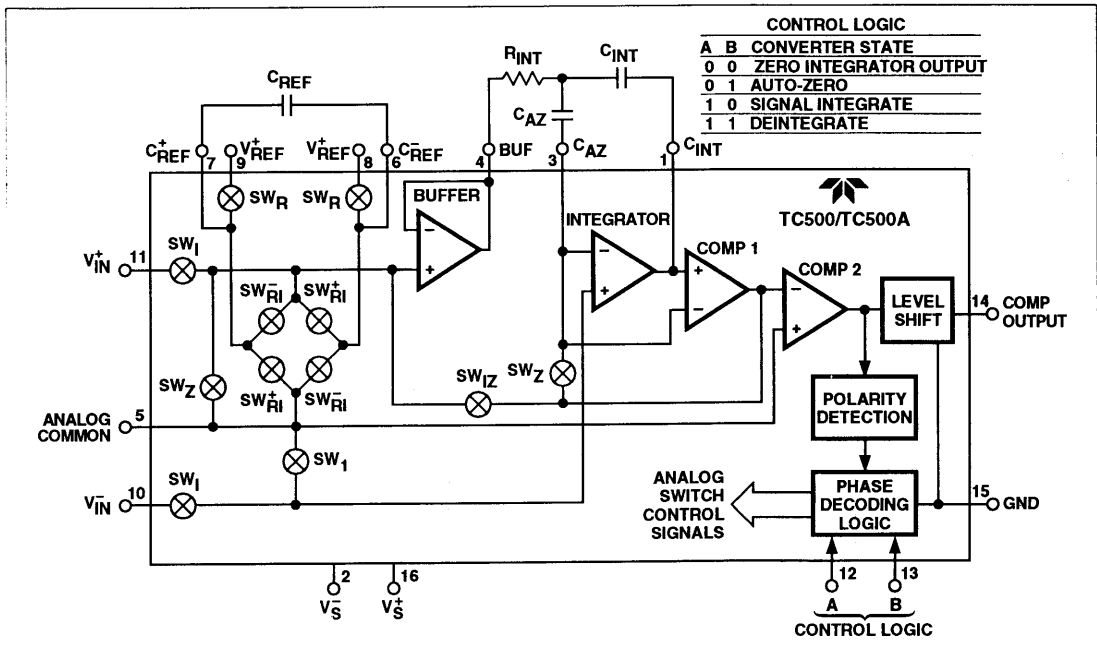 CONTROL LOGIC
A B CONVERTER STATE
0 0 ZERO INTEGRATOR OUTPUT
0 1 AUTO-ZERO
1 0 SIGNAL INTEGRATE
1 1 DEINTEGRATE
RINT
CINT
CREF
CAZ
C+REF
7
V+REF
9
V+REF
8
C-REF
6
BUF
4
CAZ
3
CINT
1
SWR
SWR
BUFFER
-
+
INTEGRATOR
-
+
TC500/TC500A
COMP 1
+
-
COMP 2
-
+
V+IN
11
SWI
SW-RI
SW+RI
LEVEL
SHIFT
14
COMP
OUTPUT
SWZ
SW+RI
SW-RI
SWIZ
SWZ
POLARITY
DETECTION
ANALOG
COMMON
5
SW1
V-IN
10
SWI
ANALOG
SWITCH
CONTROL
SIGNALS
PHASE
DECODING
LOGIC
15
GND
2
V-S
16
V+S
12
A
13
B
CONTROL LOGIC